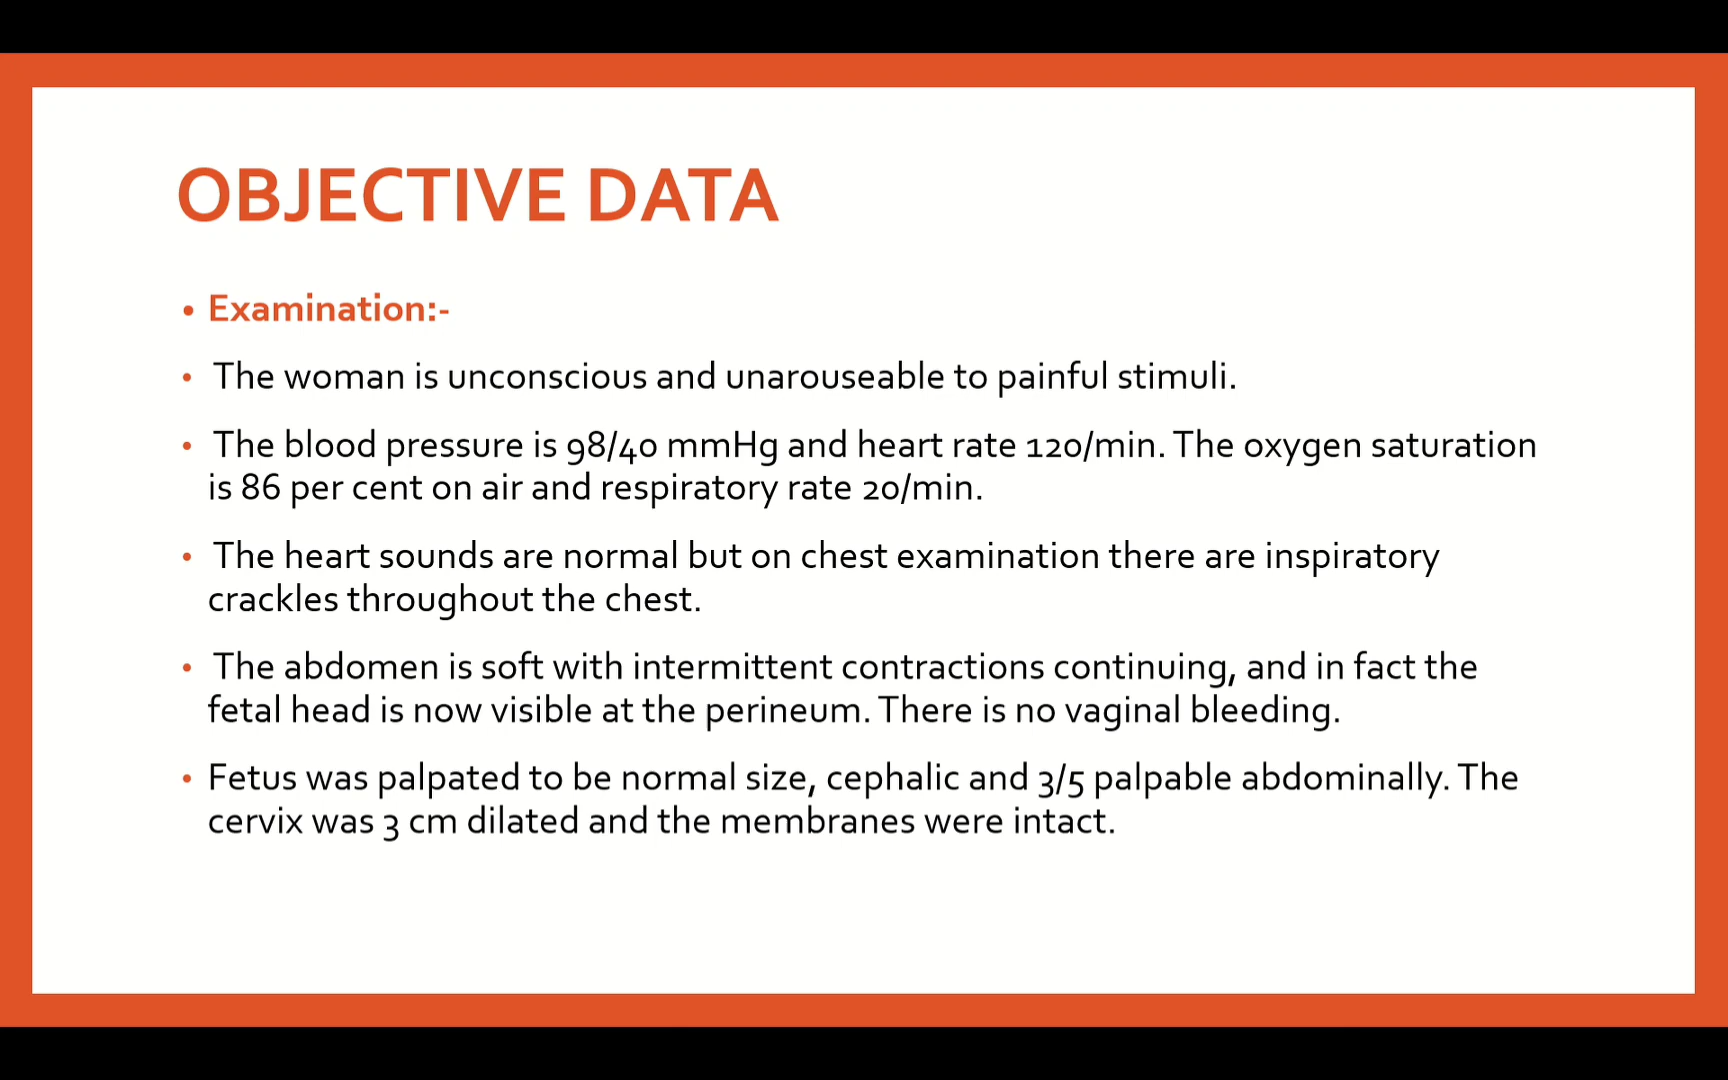 OBJECTIVE DATA
• Examination:-
• The woman is unconscious and unarouseable to painful stimuli.
• The blood pressure is 98/40 mmHg and heart rate 120/min. The oxygen saturation
is 86 per cent on air and respiratory rate 20/min.
• The heart sounds are normal but on chest examination there are inspiratory
crackles throughout the chest.
• The abdomen is soft with intermittent contractions continuing, and in fact the
fetal head is now visible at the perineum. There is no vaginal bleeding.
• Fetus was palpated to be normal size, cephalic and 3/5 palpable abdominally. The
cervix was 3 cm dilated and the membranes were intact.